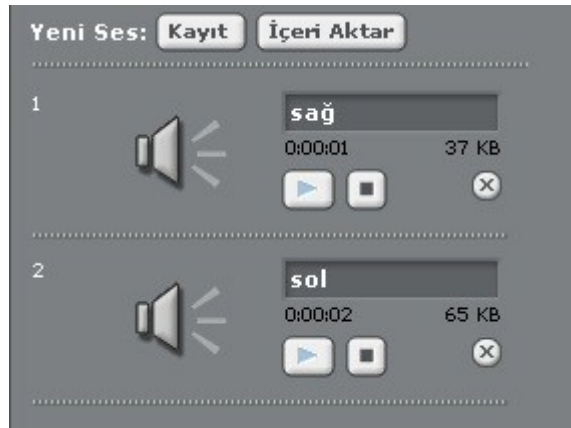 Yeni Ses: Kayıt İçeri Aktar
1
sağ
0:00:01 37 KB
2
sol
0:00:02 65 KB